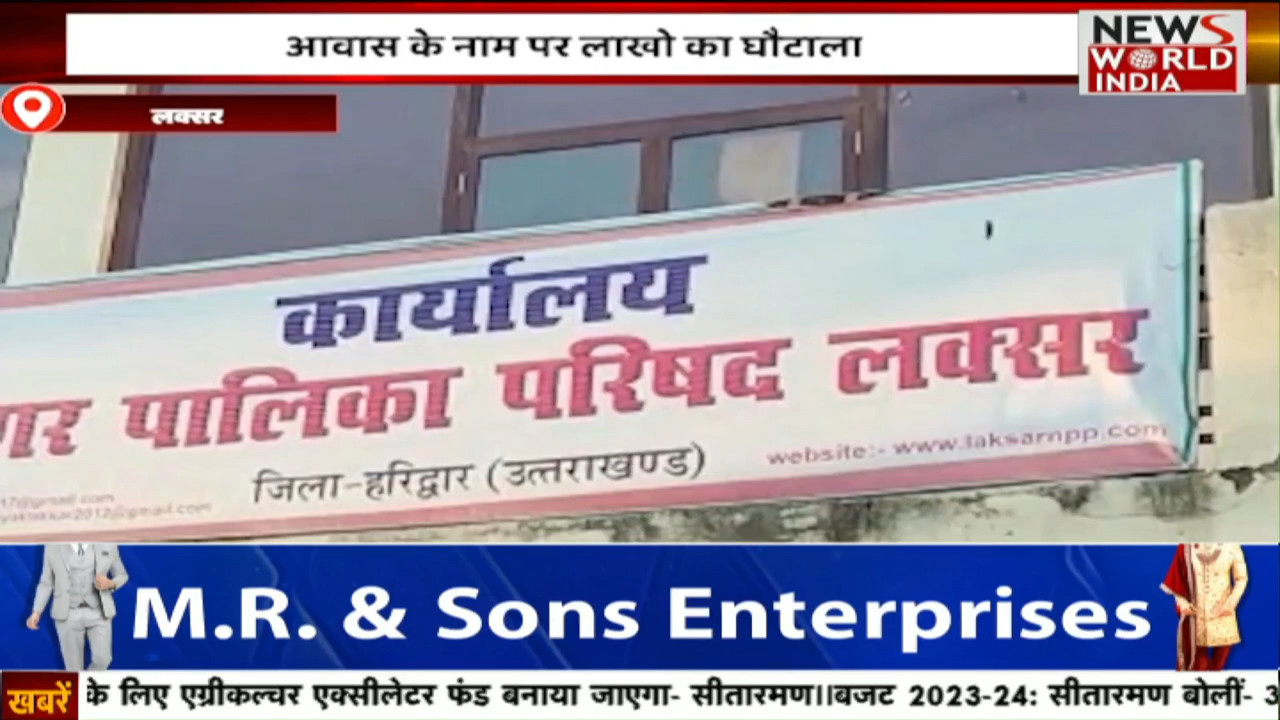 आवास के नाम पर लाखो का घौटाला
NEWS
WORLD
INDIA
लक्सर
कार्यालय
पालिका परिषद लक्सर
जिला-हरिद्वार (उत्तराखण्ड)
website:- www.laksarnpp.com
M.R. & Sons Enterprises
खबरें
के लिए एग्रीकल्चर एक्सीलेटर फंड बनाया जाएगा- सीतारमण||बजट 2023-24: सीतारमण बोलीं-